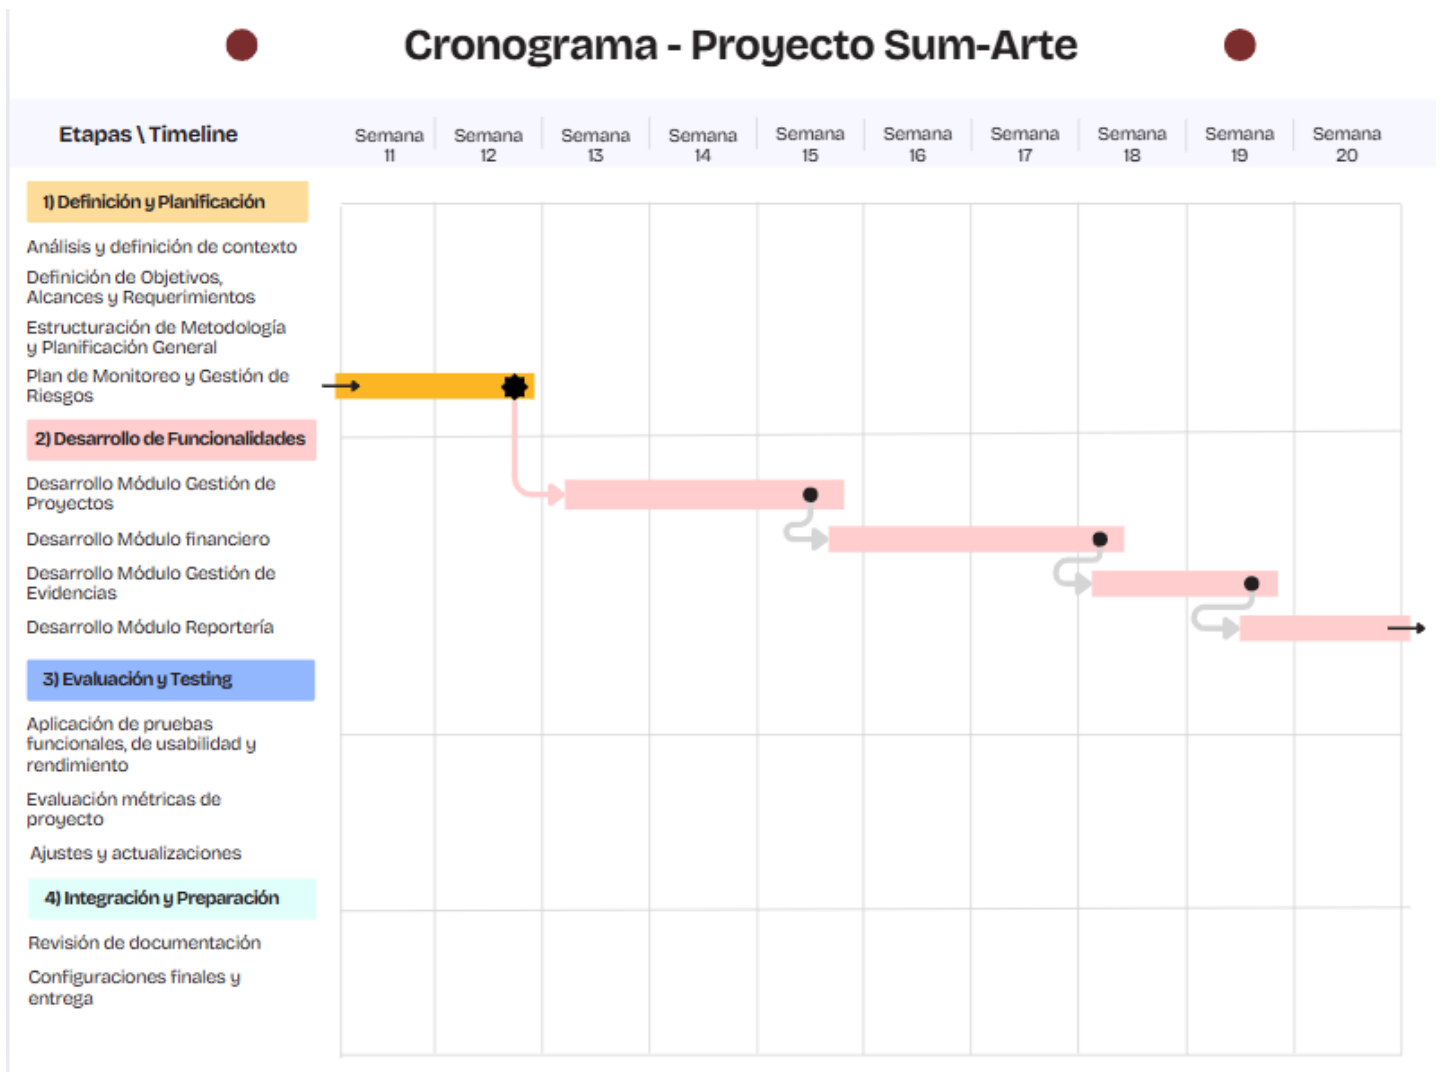 Cronograma - Proyecto Sum-Arte
Etapas \ Timeline
Semana 11
Semana 12
Semana 13
Semana 14
Semana 15
Semana 16
Semana 17
Semana 18
Semana 19
Semana 20
1) Definición y Planificación
Análisis y definición de contexto
Definición de Objetivos,
Alcances y Requerimientos
Estructuración de Metodología
y Planificación General
Plan de Monitoreo y Gestión de
Riesgos
2) Desarrollo de Funcionalidades
Desarrollo Módulo Gestión de
Proyectos
Desarrollo Módulo financiero
Desarrollo Módulo Gestión de
Evidencias
Desarrollo Módulo Reportería
3) Evaluación y Testing
Aplicación de pruebas
funcionales, de usabilidad y
rendimiento
Evaluación métricas de
proyecto
Ajustes y actualizaciones
4) Integración y Preparación
Revisión de documentación
Configuraciones finales y
entrega